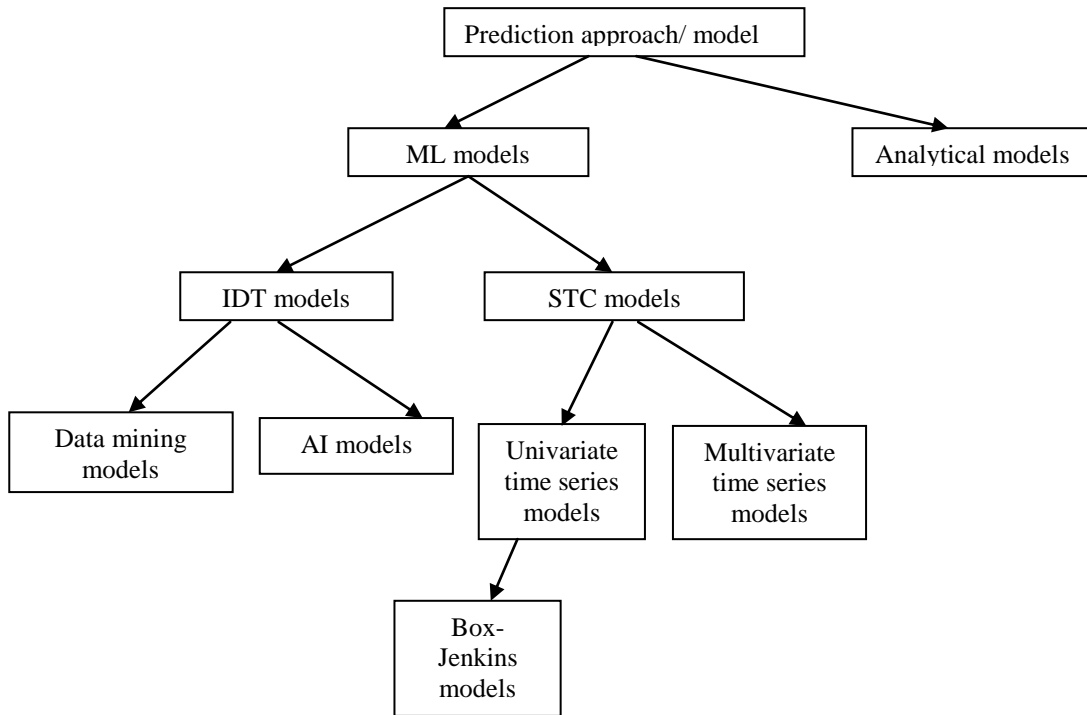 Prediction approach/ model
ML models
Analytical models
IDT models
STC models
Data mining
models
AI models
Univariate
time series
models
Multivariate
time series
models
Box-
Jenkins
models